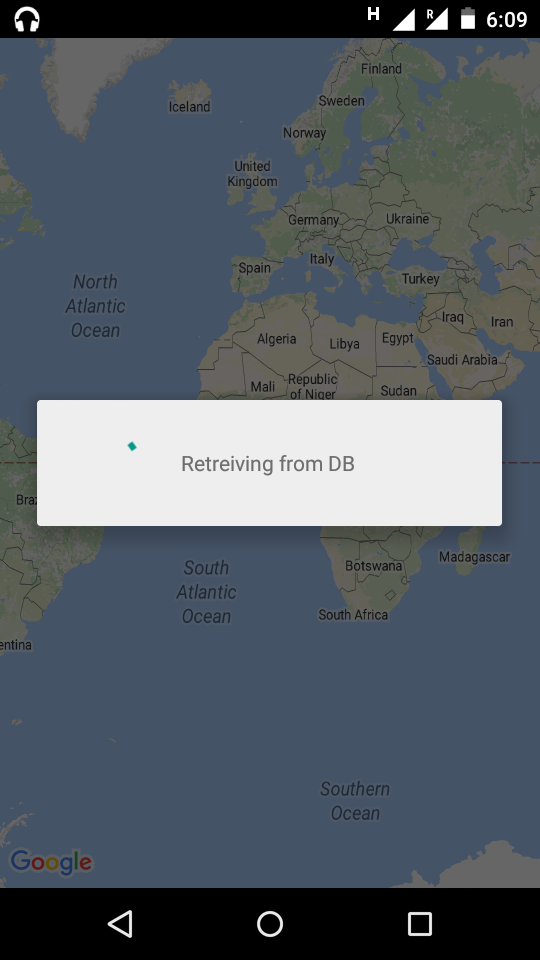 H
R
6:09
Finland
Iceland
Sweden
Norway
United
Kingdom
Germany
Ukraine
Italy
Spain
Turkey
North
Atlantic
Ocean
Iraq
Iran
Algeria
Libya
Egypt
Saudi Arabia
Mali
Republic
of Niger
Sudan
Retreiving from DB
Braz
Madagascar
Botswana
South
Atlantic
Ocean
South Africa
entina
Southern
Ocean
Google